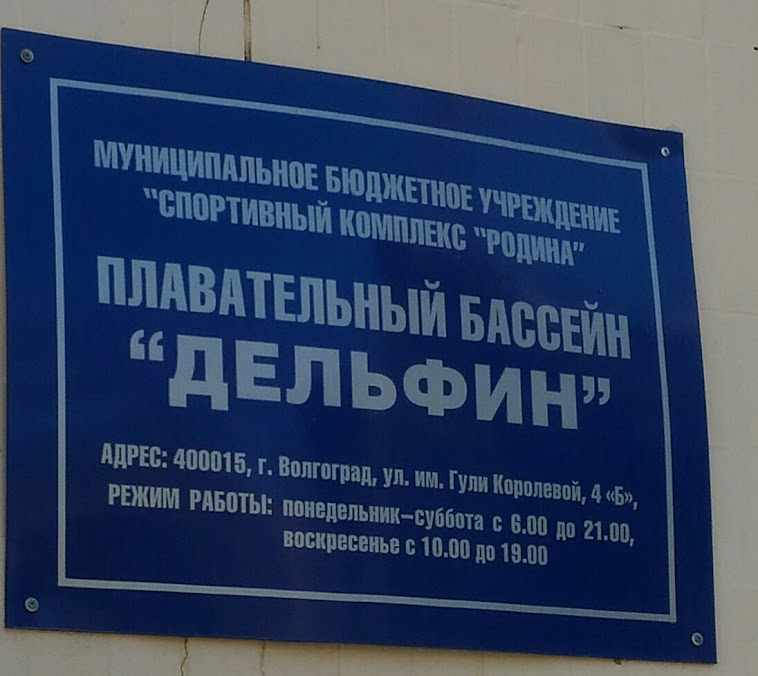 МУНИЦИПАЛЬНОЕ БЮДЖЕТНОЕ УЧРЕЖДЕНИЕ
"СПОРТИВНЫЙ КОМПЛЕКС "РОДИНА"
ПЛАВАТЕЛЬНЫЙ БАССЕЙН
“ДЕЛЬФИН”
АДРЕС: 400015, г. Волгоград, ул. им. Гули Королевой, 4 «Б»,
РЕЖИМ РАБОТЫ: понедельник–суббота с 6.00 до 21.00,
воскресенье с 10.00 до 19.00